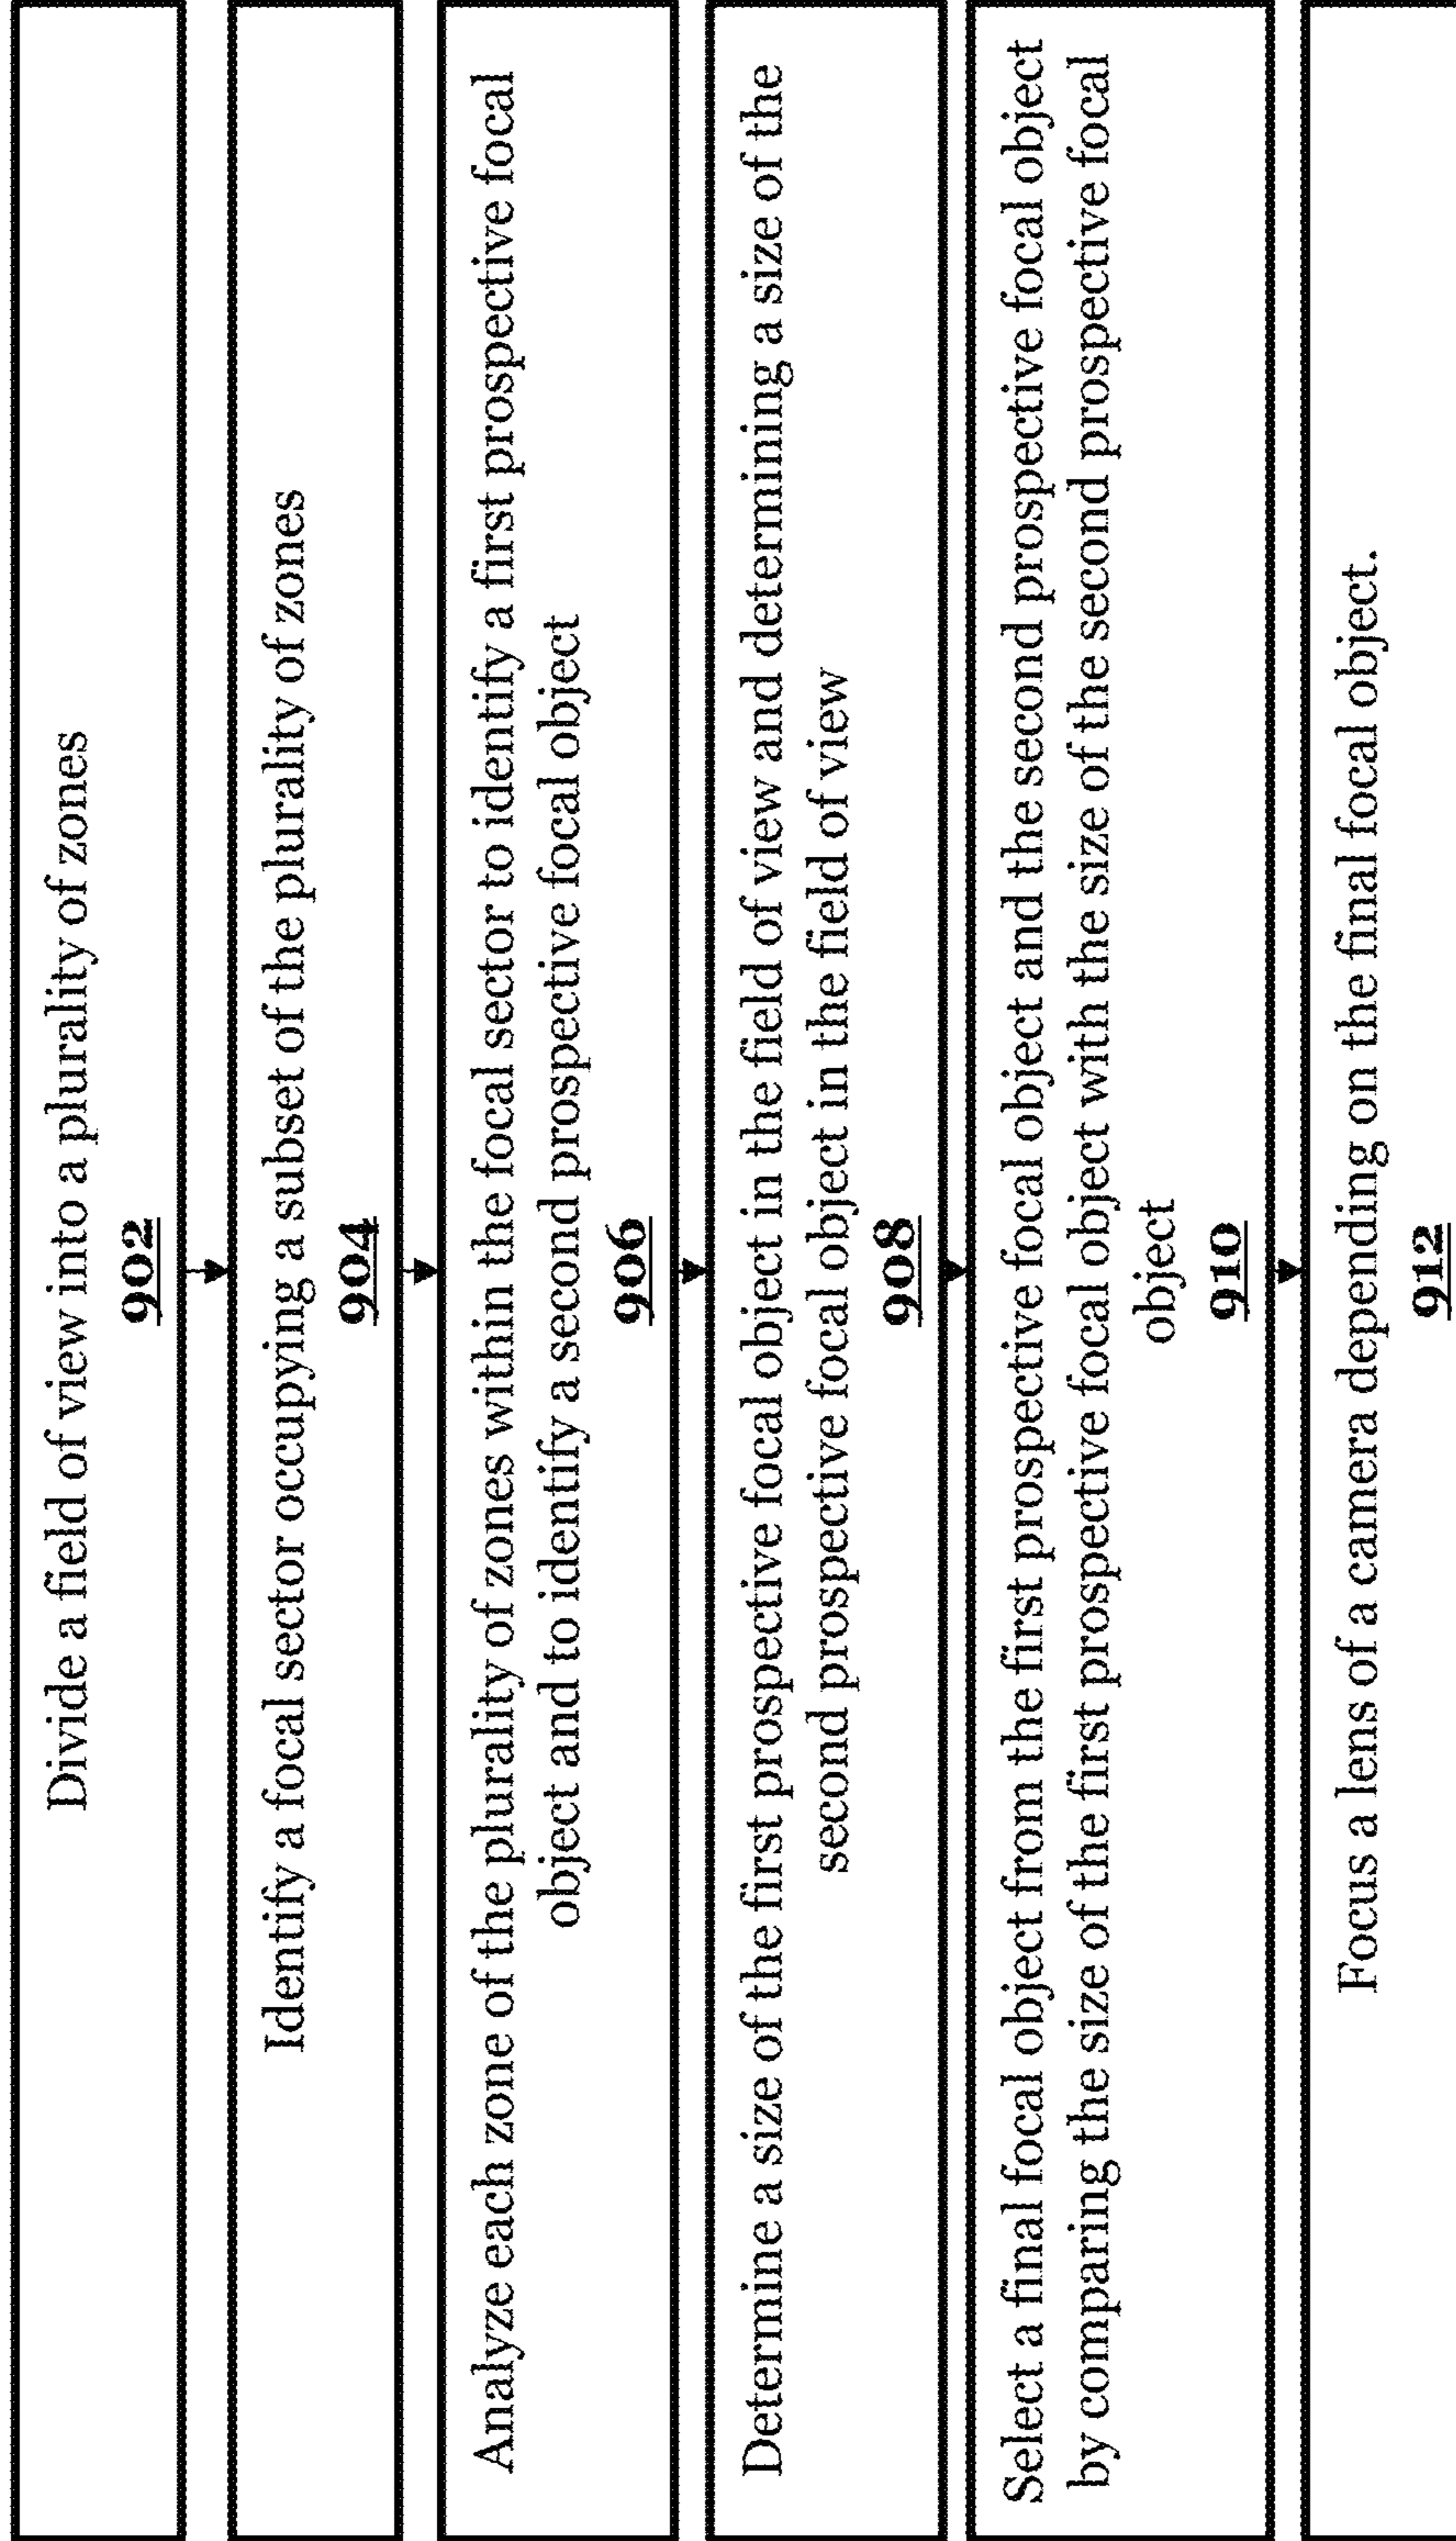 Divide a field of view into a plurality of zones
902
Identify a focal sector occupying a subset of the plurality of zones
904
Analyze each zone of the plurality of zones within the focal sector to identify a first prospective focal
object and to identify a second prospective focal object
906
Determine a size of the first prospective focal object in the field of view and determining a size of the
second prospective focal object in the field of view
908
Select a final focal object from the first prospective focal object and the second prospective focal object
by comparing the size of the first prospective focal object with the size of the second prospective focal
object
910
Focus a lens of a camera depending on the final focal object.
912